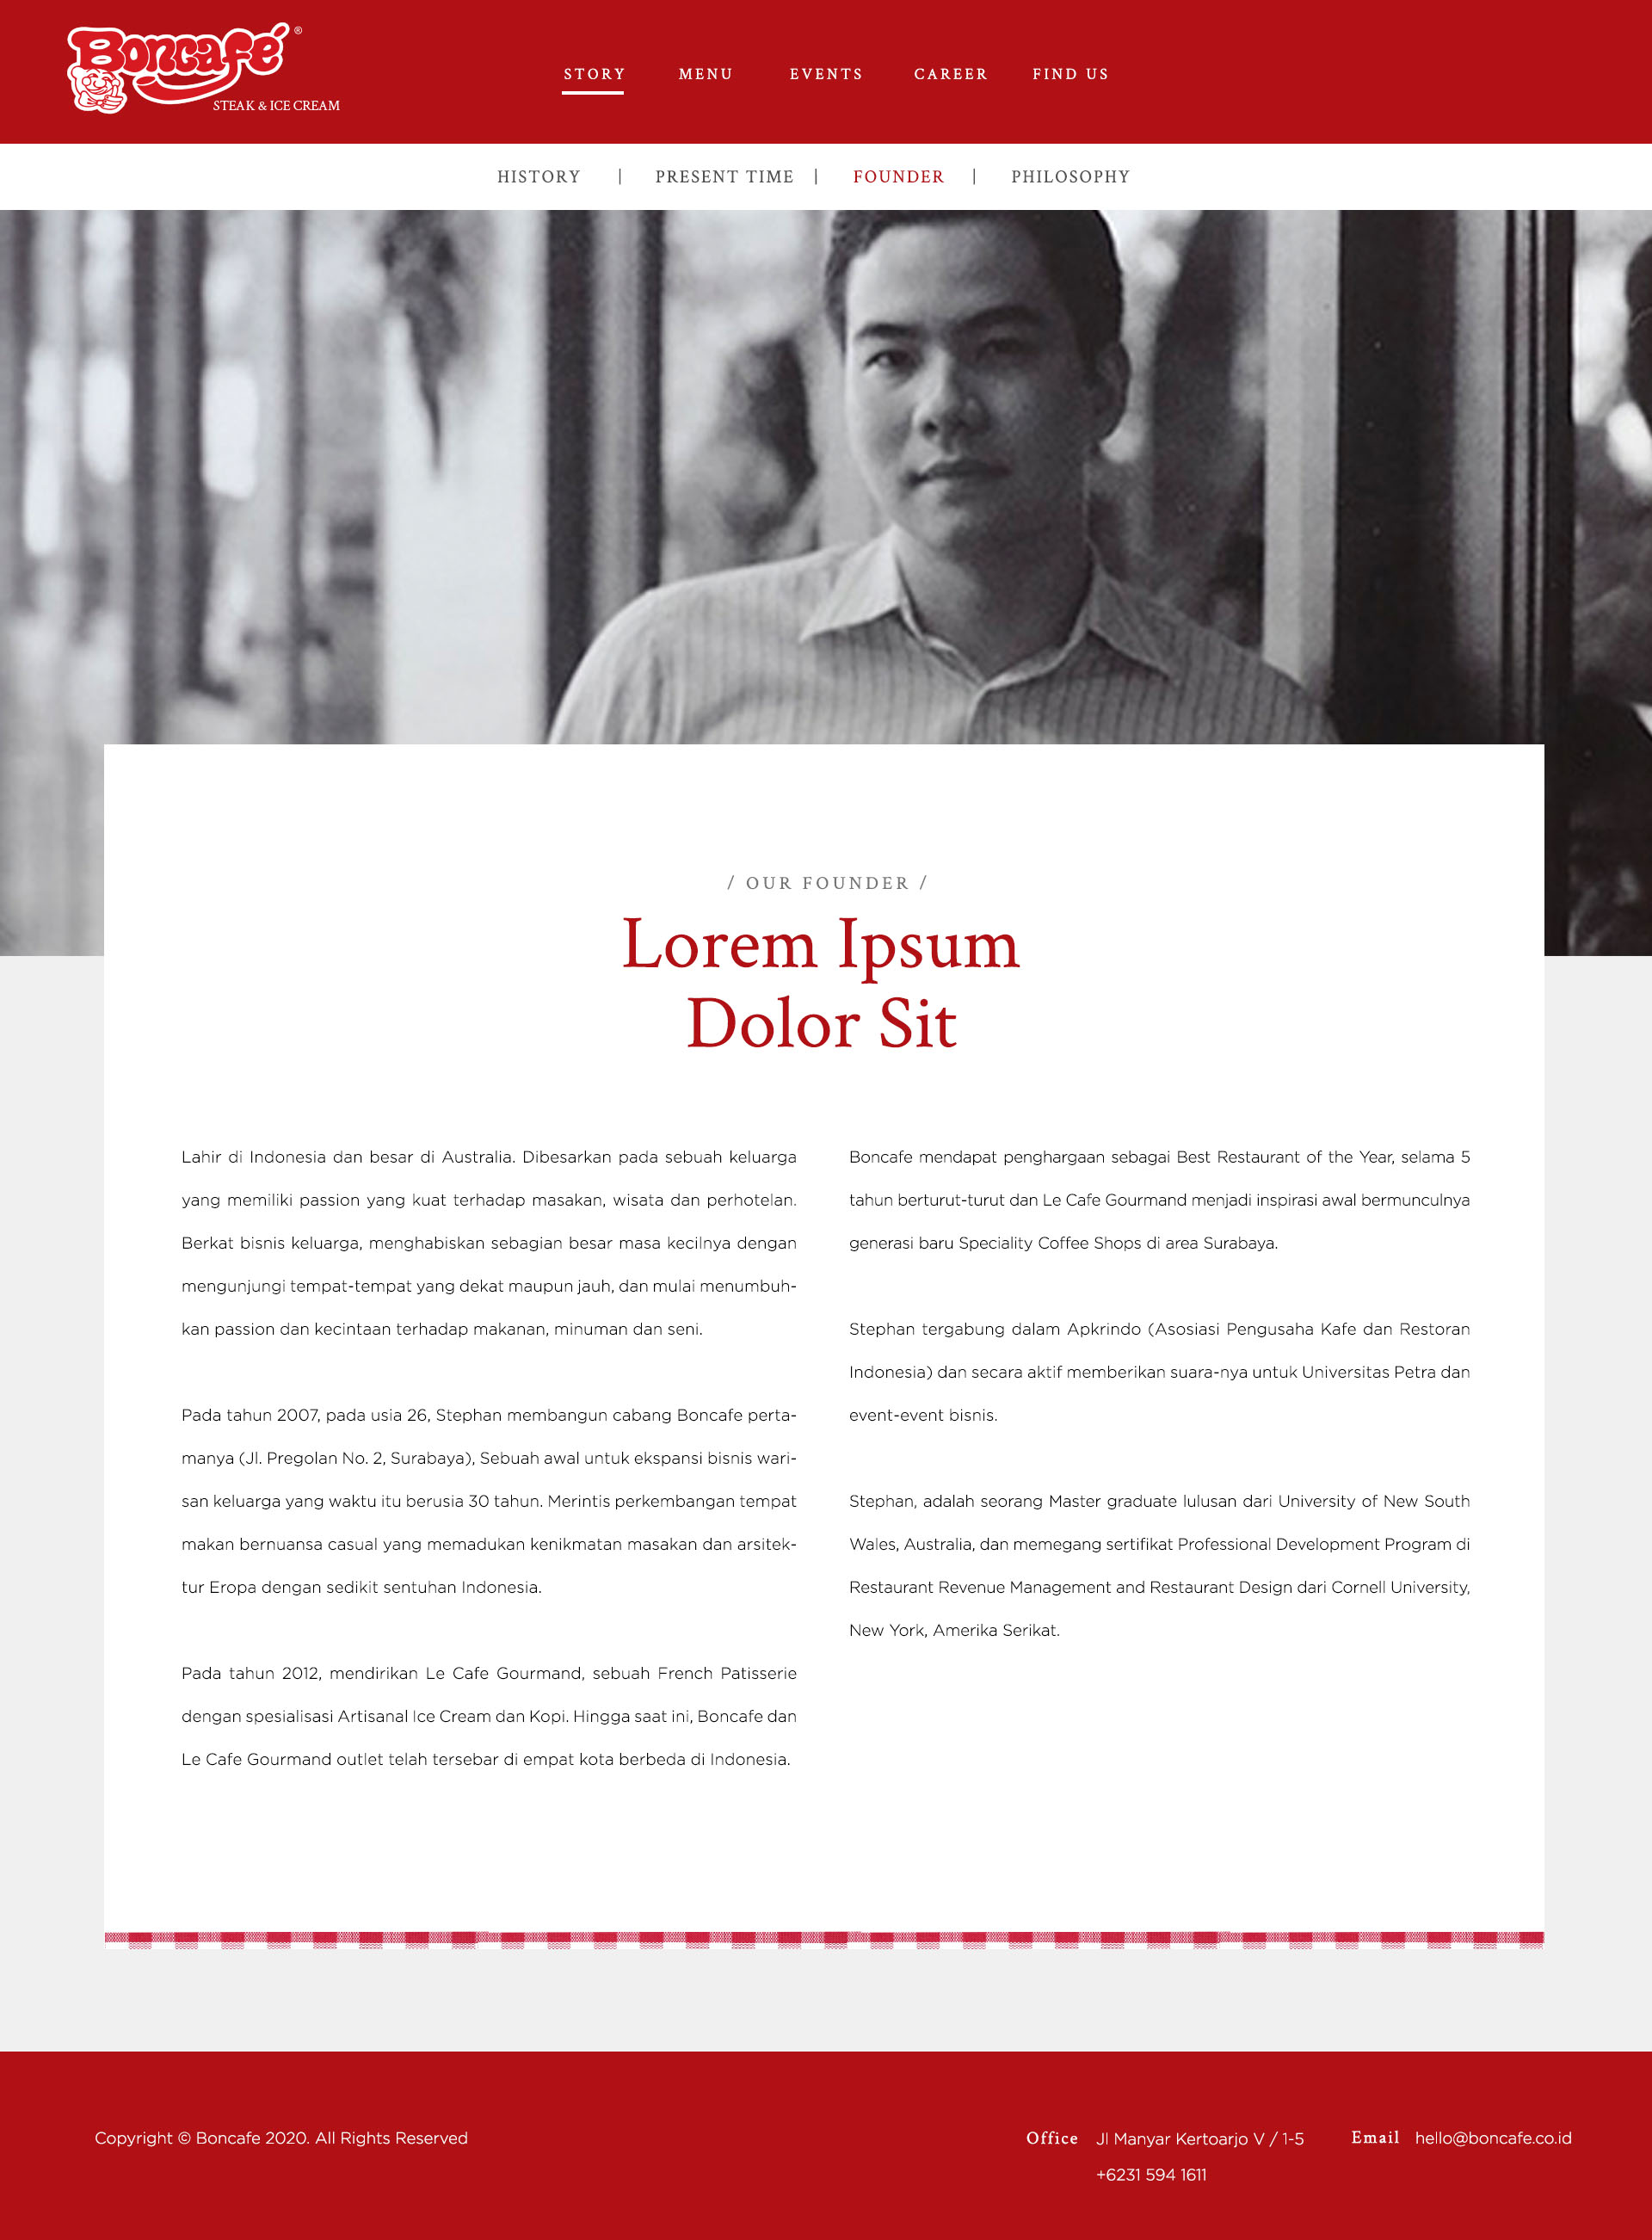 Boncafé®
STEAK & ICE CREAM
STORY MENU EVENTS CAREER FIND US
HISTORY | PRESENT TIME | FOUNDER | PHILOSOPHY
/ OUR FOUNDER /
Lorem Ipsum
Dolor Sit
Lahir di Indonesia dan besar di Australia. Dibesarkan pada sebuah keluarga
yang memiliki passion yang kuat terhadap masakan, wisata dan perhotelan.
Berkat bisnis keluarga, menghabiskan sebagian besar masa kecilnya dengan
mengunjungi tempat-tempat yang dekat maupun jauh, dan mulai menumbuh-
kan passion dan kecintaan terhadap makanan, minuman dan seni.
Pada tahun 2007, pada usia 26, Stephan membangun cabang Boncafe perta-
manya (Jl. Pregolan No. 2, Surabaya), Sebuah awal untuk ekspansi bisnis wari-
san keluarga yang waktu itu berusia 30 tahun. Merintis perkembangan tempat
makan bernuansa casual yang memadukan kenikmatan masakan dan arsitek-
tur Eropa dengan sedikit sentuhan Indonesia.
Pada tahun 2012, mendirikan Le Cafe Gourmand, sebuah French Patisserie
dengan spesialisasi Artisanal Ice Cream dan Kopi. Hingga saat ini, Boncafe dan
Le Cafe Gourmand outlet telah tersebar di empat kota berbeda di Indonesia.
Boncafe mendapat penghargaan sebagai Best Restaurant of the Year, selama 5
tahun berturut-turut dan Le Cafe Gourmand menjadi inspirasi awal bermunculnya
generasi baru Speciality Coffee Shops di area Surabaya.
Stephan tergabung dalam Apkrindo (Asosiasi Pengusaha Kafe dan Restoran
Indonesia) dan secara aktif memberikan suara-nya untuk Universitas Petra dan
event-event bisnis.
Stephan, adalah seorang Master graduate lulusan dari University of New South
Wales, Australia, dan memegang sertifikat Professional Development Program di
Restaurant Revenue Management and Restaurant Design dari Cornell University,
New York, Amerika Serikat.
Copyright © Boncafe 2020. All Rights Reserved
Office Jl Manyar Kertoarjo V / 1-5
+6231 594 1611
Email hello@boncafe.co.id